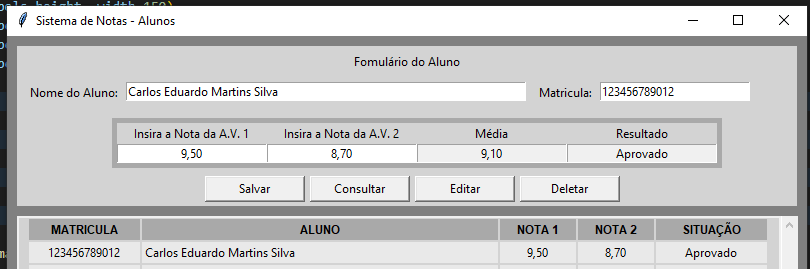 Sistema de Notas - Alunos
Fomulário do Aluno
Nome do Aluno: Carlos Eduardo Martins Silva Matricula: 123456789012
Insira a Nota da A.V. 1 Insira a Nota da A.V. 2 Média Resultado
9,50 8,70 9,10 Aprovado
Salvar Consultar Editar Deletar
MATRICULA ALUNO NOTA 1 NOTA 2 SITUAÇÃO
123456789012 Carlos Eduardo Martins Silva 9,50 8,70 Aprovado